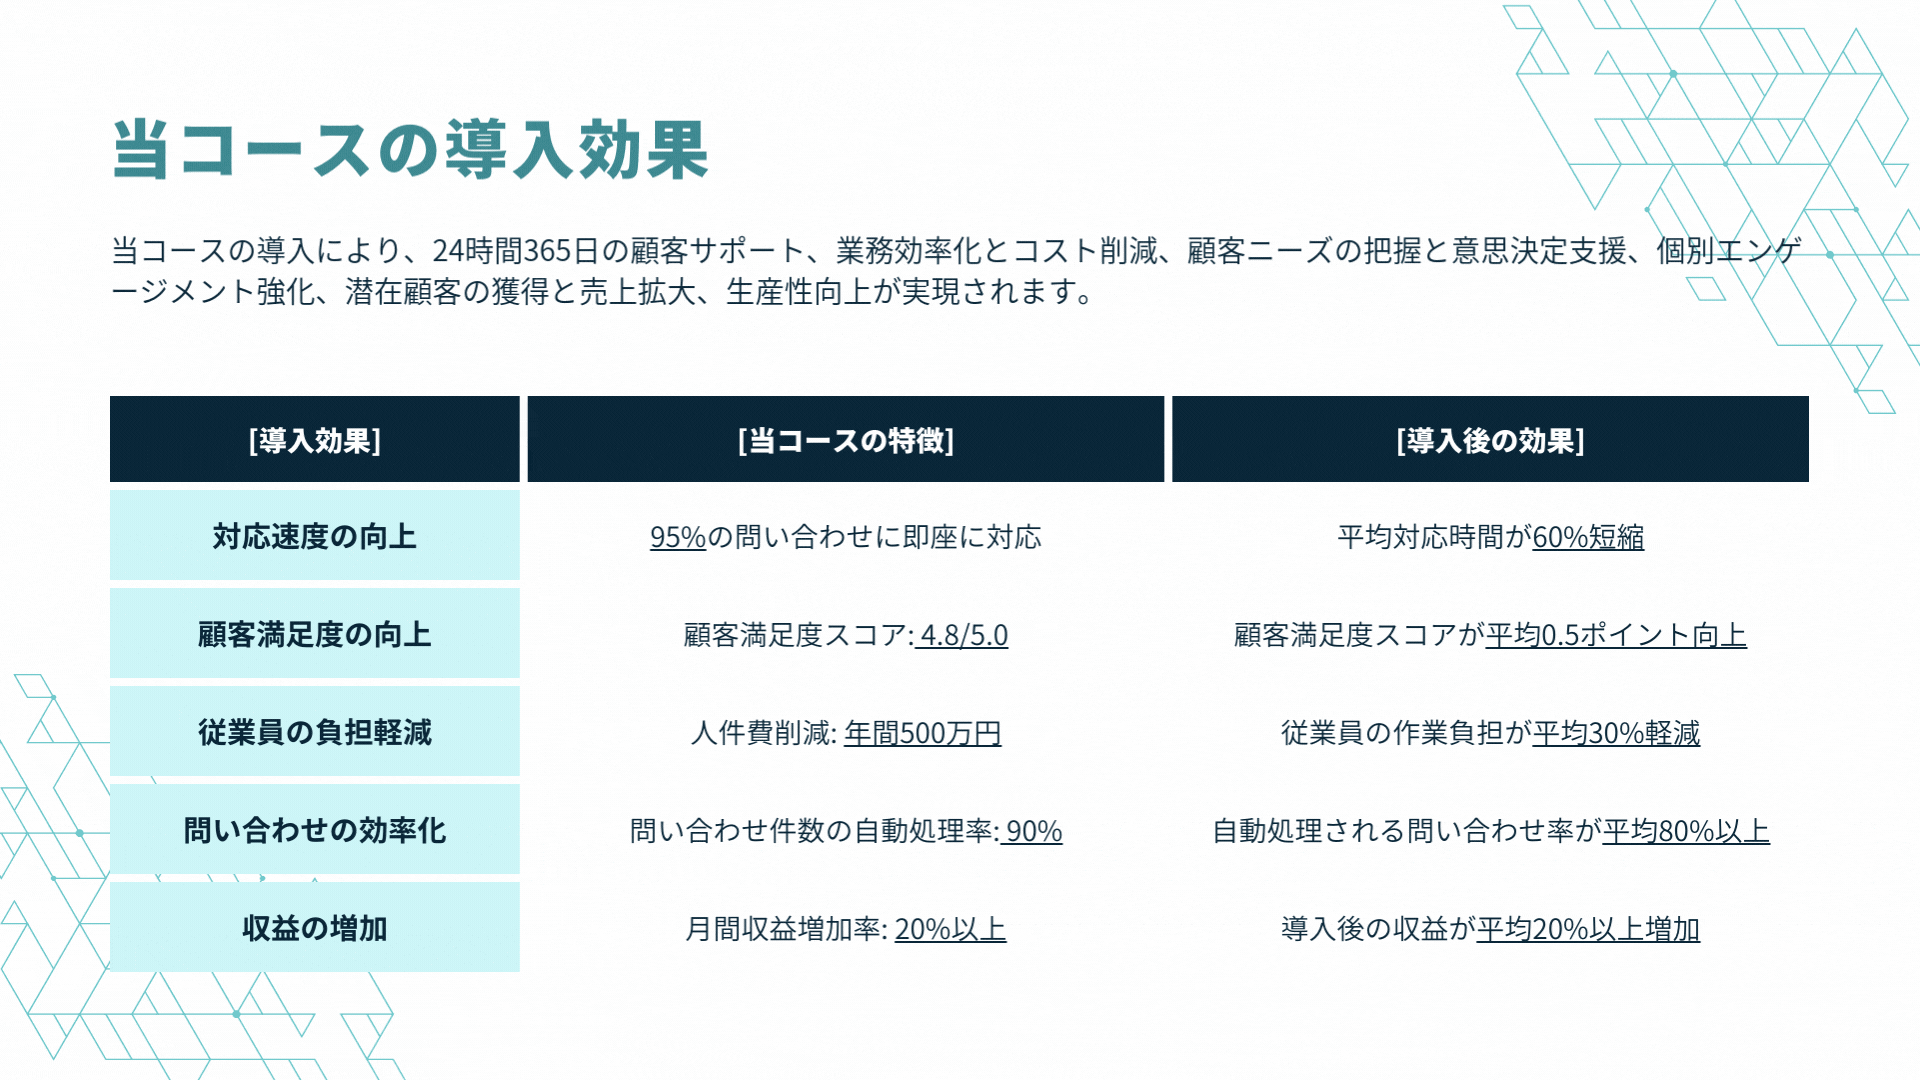 当コースの導入効果
当コースの導入により、24時間365日の顧客サポート、業務効率化とコスト削減、顧客ニーズの把握と意思決定支援、個別エンゲ
ージメント強化、潜在顧客の獲得と売上拡大、生産性向上が実現されます。
[導入効果] [当コースの特徴] [導入後の効果]
対応速度の向上 95%の問い合わせに即座に対応 平均対応時間が60%短縮
顧客満足度の向上 顧客満足度スコア: 4.8/5.0 顧客満足度スコアが平均0.5ポイント向上
従業員の負担軽減 人件費削減: 年間500万円 従業員の作業負担が平均30%軽減
問い合わせの効率化 問い合わせ件数の自動処理率: 90% 自動処理される問い合わせ率が平均80%以上
収益の増加 月間収益増加率: 20%以上 導入後の収益が平均20%以上増加